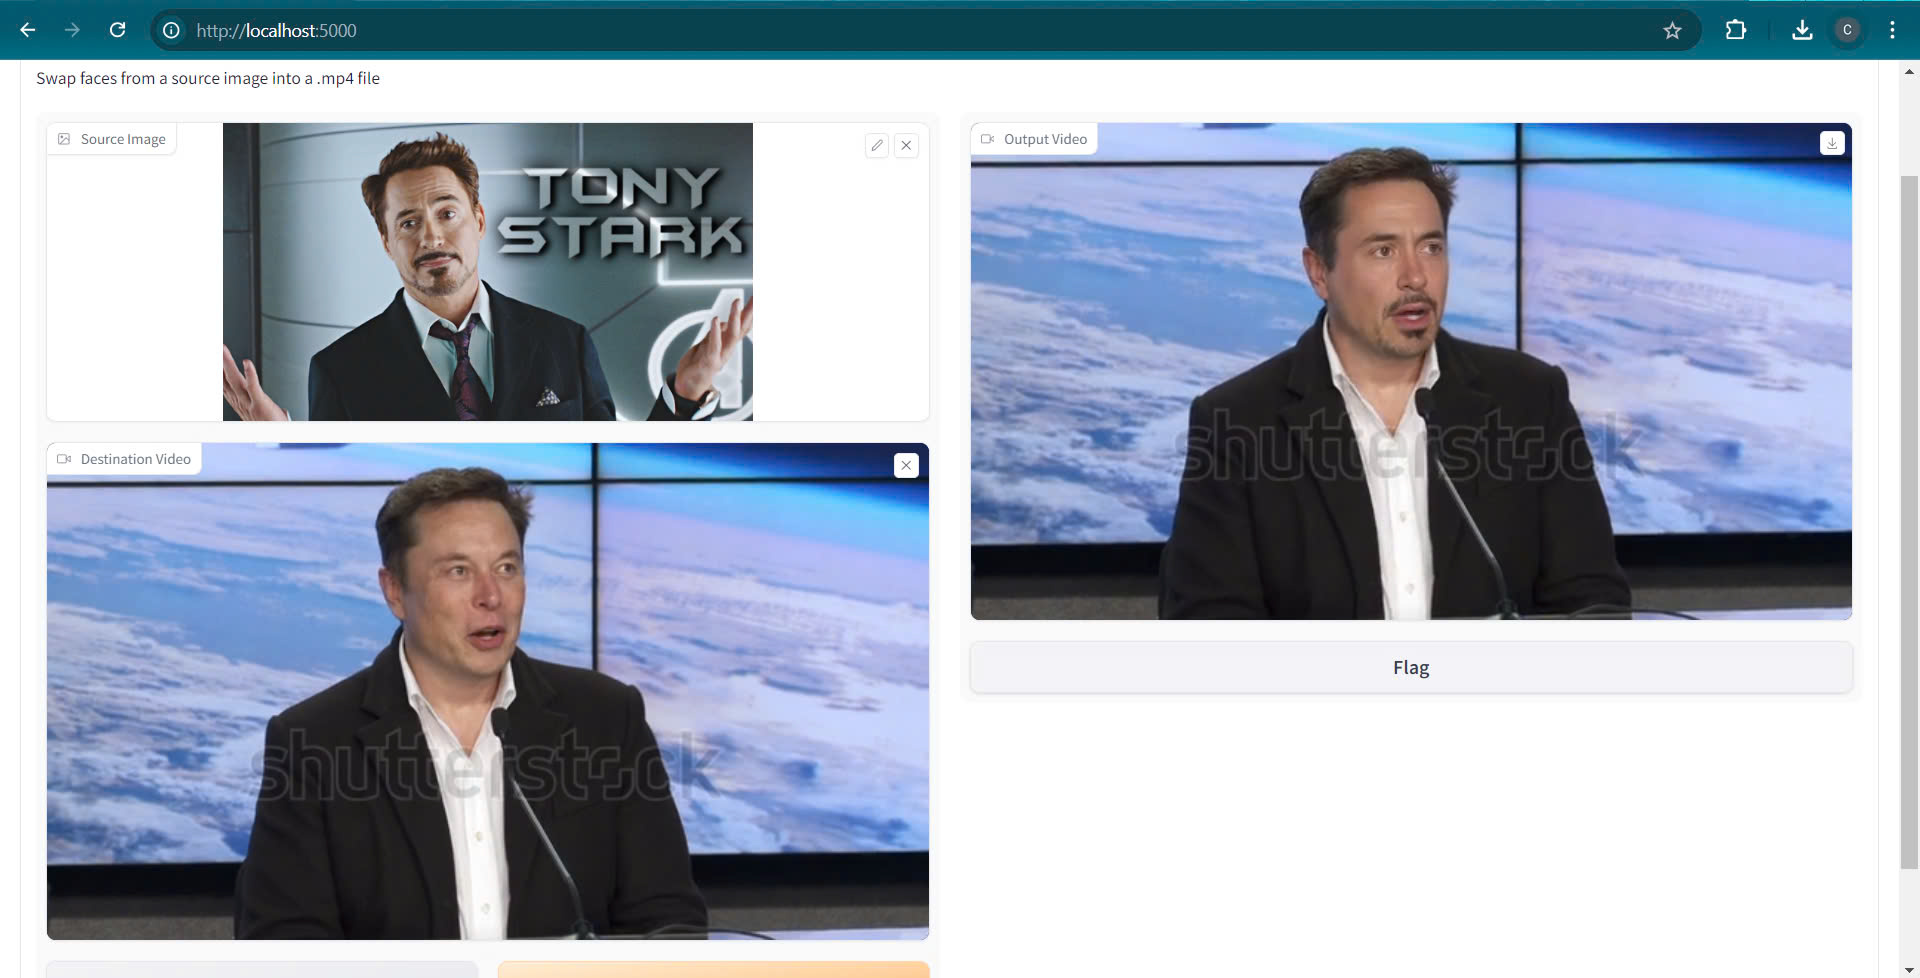 http://localhost:5000
C
Swap faces from a source image into a .mp4 file
Source Image
TONY
STARK
Destination Video
shutterstock
Output Video
shutterstock
Flag